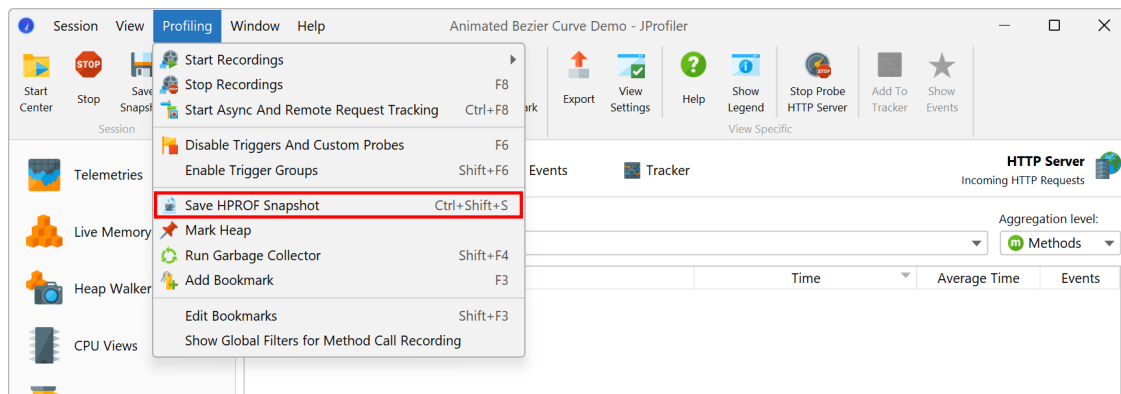 Session View Profiling Window Help
Animated Bezier Curve Demo - JProfiler
Start Center
STOP
Stop
Save
Export
View Settings
Help
Show Legend
STOP
Stop Probe HTTP Server
Add To Tracker
Show Events
Session
View Specific
Start Recordings
Stop Recordings F8
Start Async And Remote Request Tracking Ctrl+F8
Disable Triggers And Custom Probes F6
Enable Trigger Groups Shift+F6
Save HPROF Snapshot Ctrl+Shift+S
Mark Heap
Run Garbage Collector Shift+F4
Add Bookmark F3
Edit Bookmarks Shift+F3
Show Global Filters for Method Call Recording
Telemetries
Live Memory
Heap Walker
CPU Views
Events
Tracker
HTTP Server
Incoming HTTP Requests
Aggregation level:
m Methods
Time
Average Time
Events